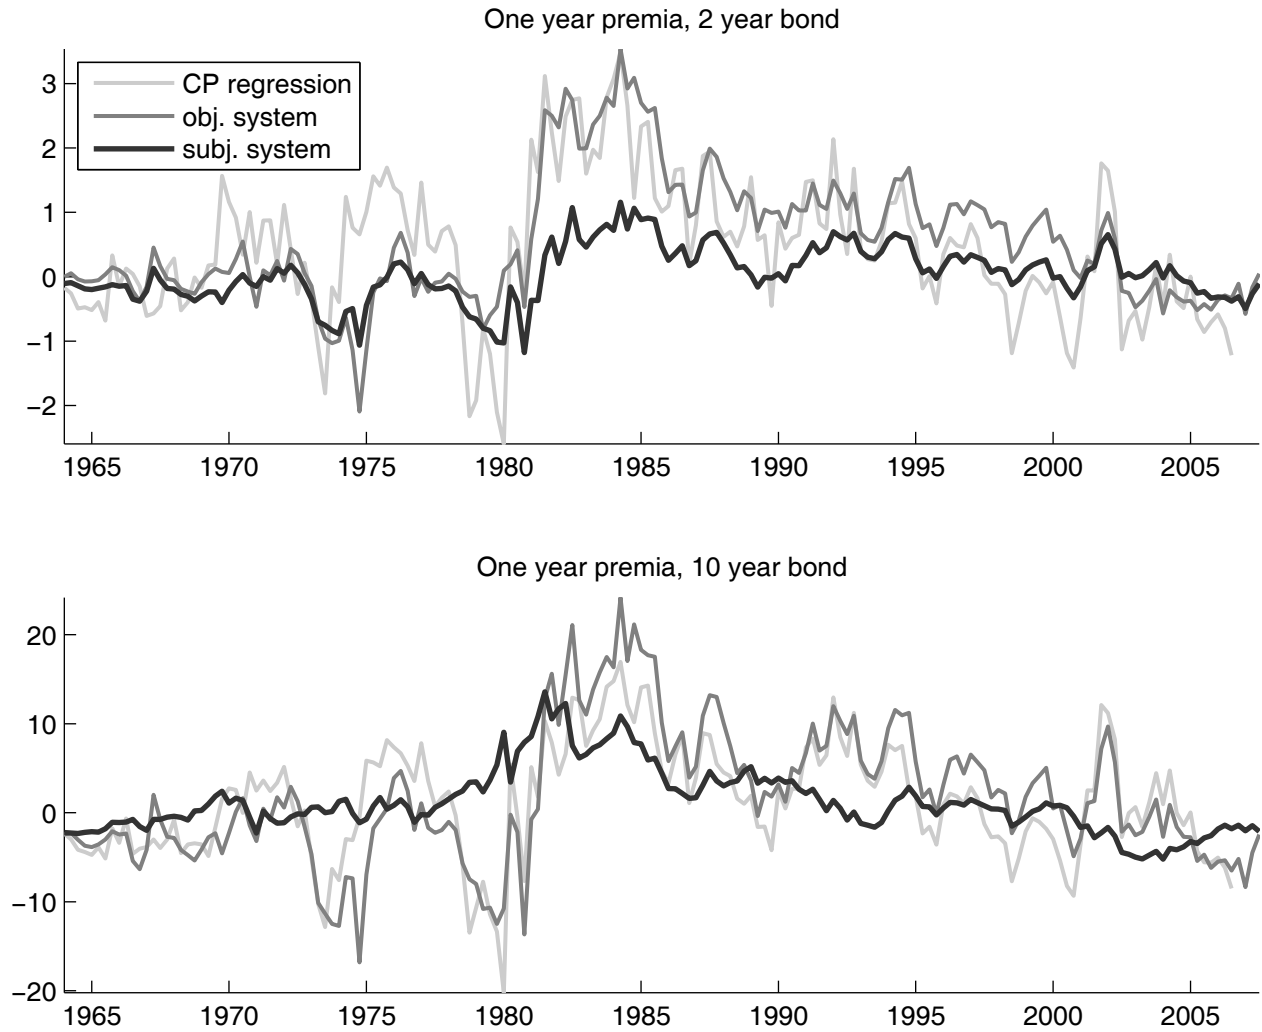 One year premia, 2 year bond
3
2
1
0
−1
−2
CP regression
obj. system
subj. system
1965 1970 1975 1980 1985 1990 1995 2000 2005
One year premia, 10 year bond
20
10
0
−10
−20
1965 1970 1975 1980 1985 1990 1995 2000 2005